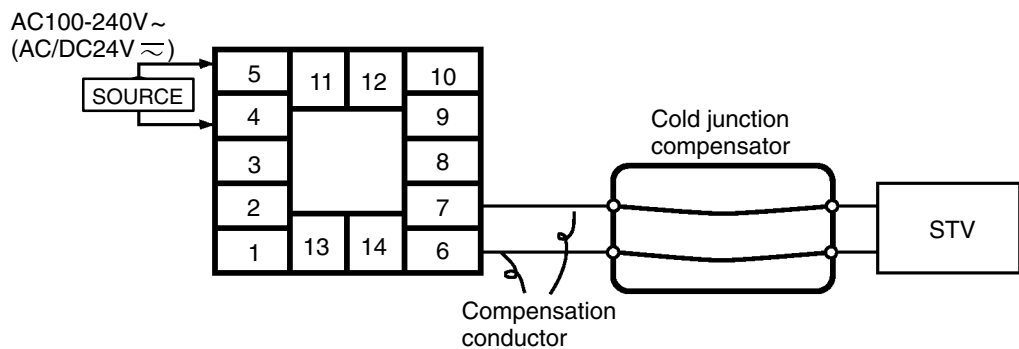 AC100-240V ~
(AC/DC24V ⎓~)
SOURCE
5
11
12
10
4
9
3
8
2
7
1
13
14
6
Cold junction
compensator
STV
Compensation
conductor